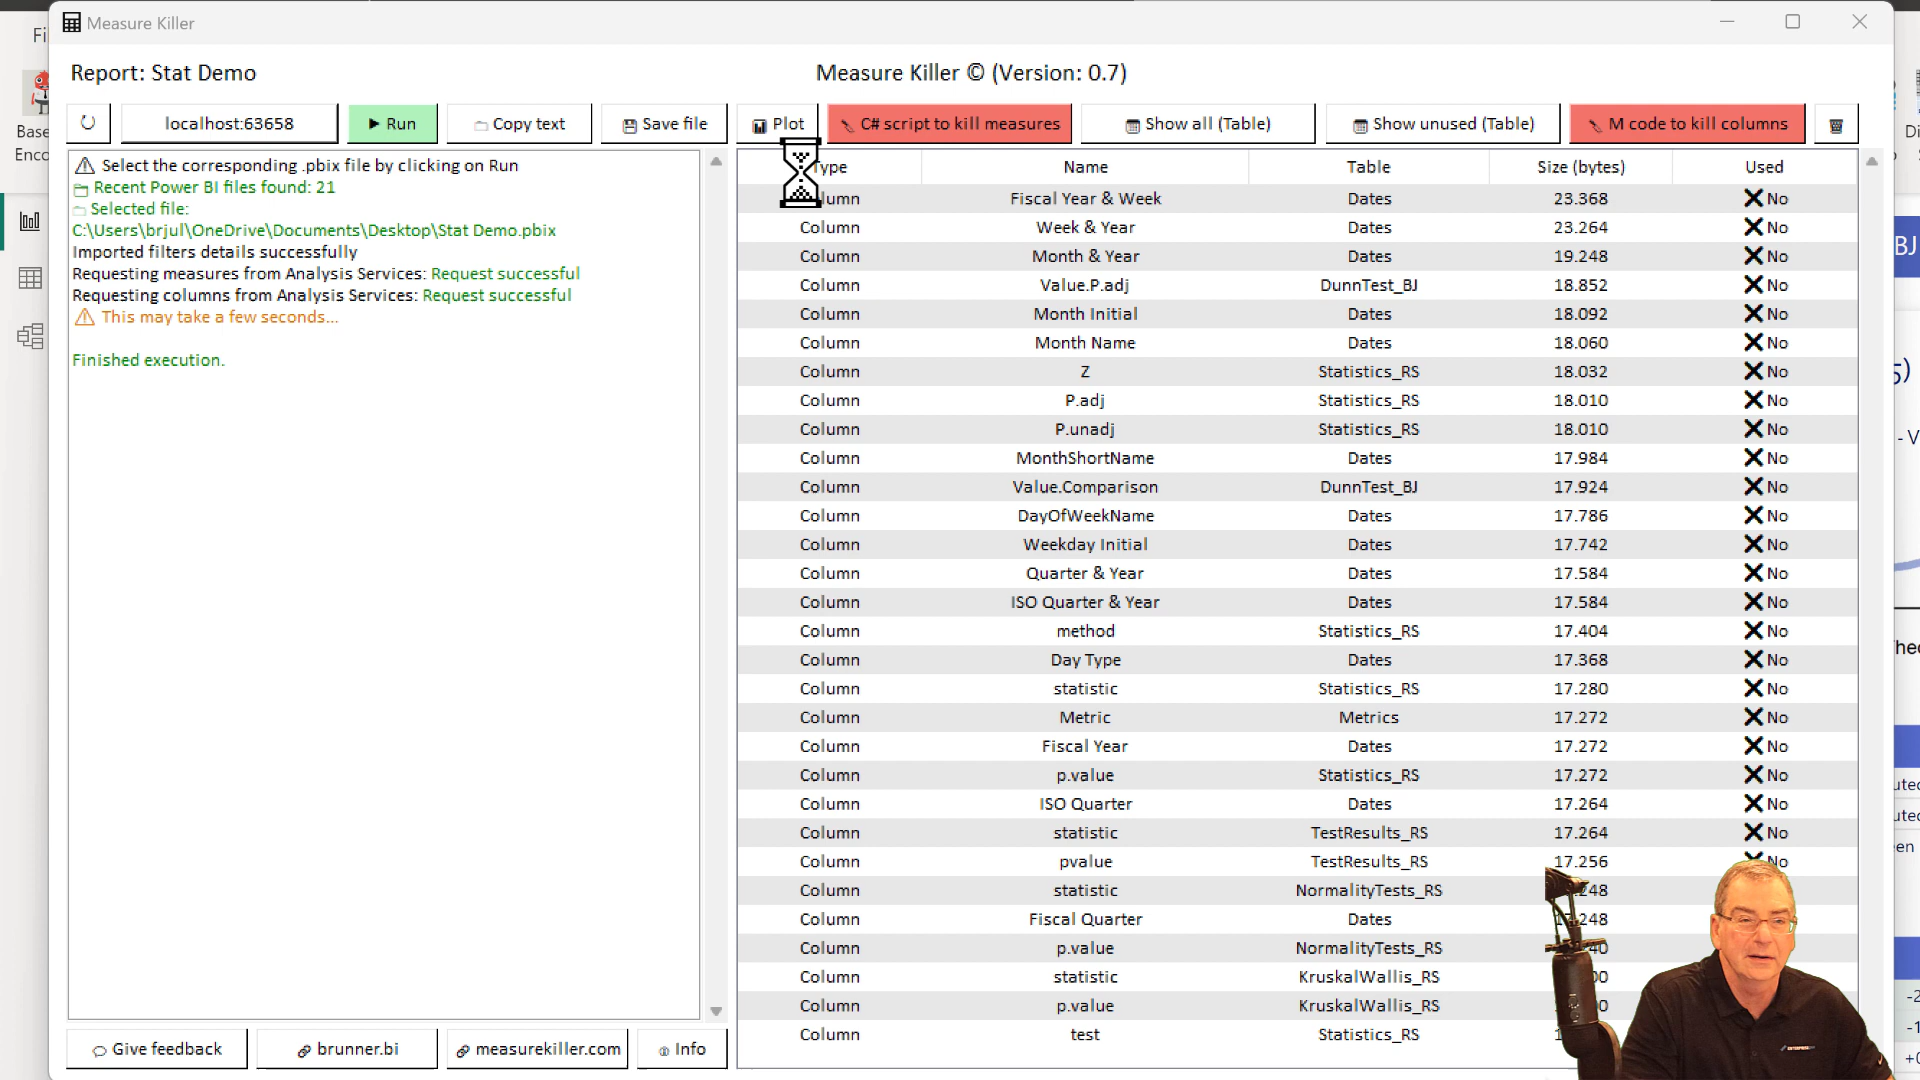 Measure Killer
Report: Stat Demo
Measure Killer © (Version: 0.7)
localhost:63658
Run
Copy text
Save file
Plot
C# script to kill measures
Show all (Table)
Show unused (Table)
M code to kill columns
Select the corresponding .pbix file by clicking on Run
Recent Power BI files found: 21
Selected file:
C:\Users\brjul\OneDrive\Documents\Desktop\Stat Demo.pbix
Imported filters details successfully
Requesting measures from Analysis Services: Request successful
Requesting columns from Analysis Services: Request successful
This may take a few seconds...
Finished execution.
Type Name Table Size (bytes) Used
Column Fiscal Year & Week Dates 23.368 No
Column Week & Year Dates 23.264 No
Column Month & Year Dates 19.248 No
Column Value.P.adj DunnTest_BJ 18.852 No
Column Month Initial Dates 18.092 No
Column Month Name Dates 18.060 No
Column Z Statistics_RS 18.032 No
Column P.adj Statistics_RS 18.010 No
Column P.unadj Statistics_RS 18.010 No
Column MonthShortName Dates 17.984 No
Column Value.Comparison DunnTest_BJ 17.924 No
Column DayOfWeekName Dates 17.786 No
Column Weekday Initial Dates 17.742 No
Column Quarter & Year Dates 17.584 No
Column ISO Quarter & Year Dates 17.584 No
Column method Statistics_RS 17.404 No
Column Day Type Dates 17.368 No
Column statistic Statistics_RS 17.280 No
Column Metric Metrics 17.272 No
Column Fiscal Year Dates 17.272 No
Column p.value Statistics_RS 17.272 No
Column ISO Quarter Dates 17.264 No
Column statistic TestResults_RS 17.264 No
Column pvalue TestResults_RS 17.256 No
Column statistic NormalityTests_RS
Column Fiscal Quarter Dates 17.248
Column p.value NormalityTests_RS
Column statistic KruskalWallis_RS
Column p.value KruskalWallis_RS
Column test Statistics_RS
Give feedback
brunner.bi
measurekiller.com
Info
Base
Enco
BJ